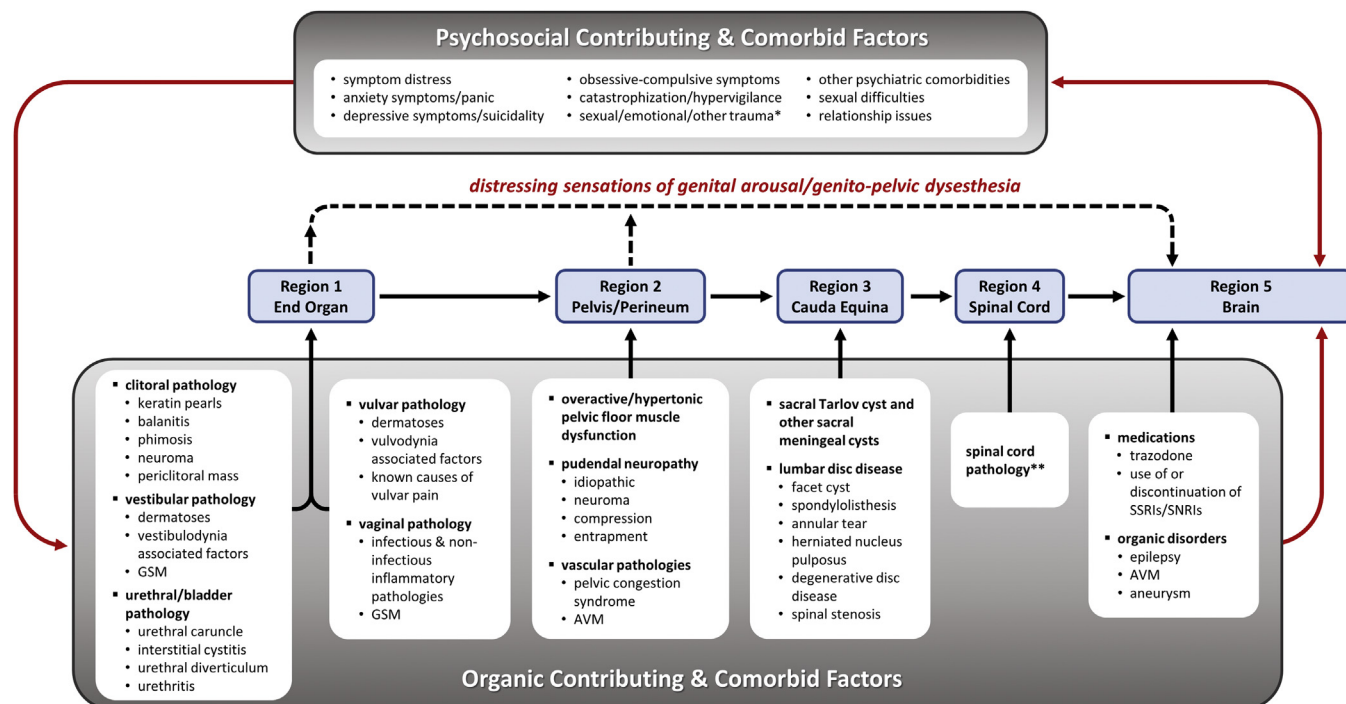 Psychosocial Contributing & Comorbid Factors
• symptom distress
• anxiety symptoms/panic
• depressive symptoms/suicidality
• obsessive-compulsive symptoms
• catastrophization/hypervigilance
• sexual/emotional/other trauma*
• other psychiatric comorbidities
• sexual difficulties
• relationship issues
distressing sensations of genital arousal/genito-pelvic dysesthesia
Region 1
End Organ
Region 2
Pelvis/Perineum
Region 3
Cauda Equina
Region 4
Spinal Cord
Region 5
Brain
▪ clitoral pathology
• keratin pearls
• balanitis
• phimosis
• neuroma
• periclitoral mass
▪ vestibular pathology
• dermatoses
• vestibulodynia
associated factors
• GSM
▪ urethral/bladder
pathology
• urethral caruncle
• interstitial cystitis
• urethral diverticulum
• urethritis
▪ vulvar pathology
• dermatoses
• vulvodynia
associated factors
• known causes of
vulvar pain
▪ vaginal pathology
• infectious & non-
infectious
inflammatory
pathologies
• GSM
▪ overactive/hypertonic
pelvic floor muscle
dysfunction
▪ pudendal neuropathy
• idiopathic
• neuroma
• compression
• entrapment
▪ vascular pathologies
• pelvic congestion
syndrome
• AVM
▪ sacral Tarlov cyst and
other sacral
meningeal cysts
▪ lumbar disc disease
• facet cyst
• spondylolisthesis
• annular tear
• herniated nucleus
pulposus
• degenerative disc
disease
• spinal stenosis
spinal cord
pathology**
▪ medications
• trazodone
• use of or
discontinuation of
SSRIs/SNRIs
▪ organic disorders
• epilepsy
• AVM
• aneurysm
Organic Contributing & Comorbid Factors